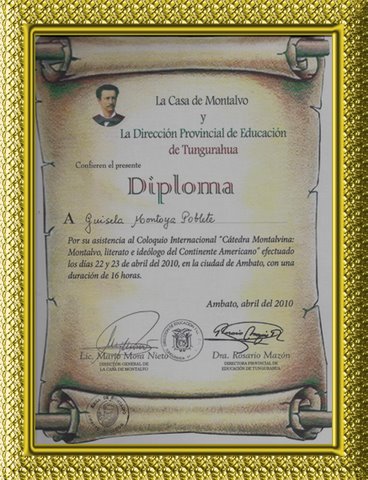 La Casa de Montalvo
y
La Dirección Provincial de Educación
de Tungurahua
Confieren el presente
Diploma
A Guisela Montoya Poblete
Por su asistencia al Coloquio Internacional "Cátedra Montalvina:
Montalvo, literato e ideólogo del Continente Americano" efectuado
los días 22 y 23 de abril del 2010, en la ciudad de Ambato, con una
duración de 16 horas.
Ambato, abril del 2010
Lic. Mario Mora Nieto
DIRECTOR GENERAL DE
LA CASA DE MONTALVO
Dra. Rosario Mazón
DIRECTORA PROVINCIAL DE
EDUCACIÓN DE TUNGURAHUA